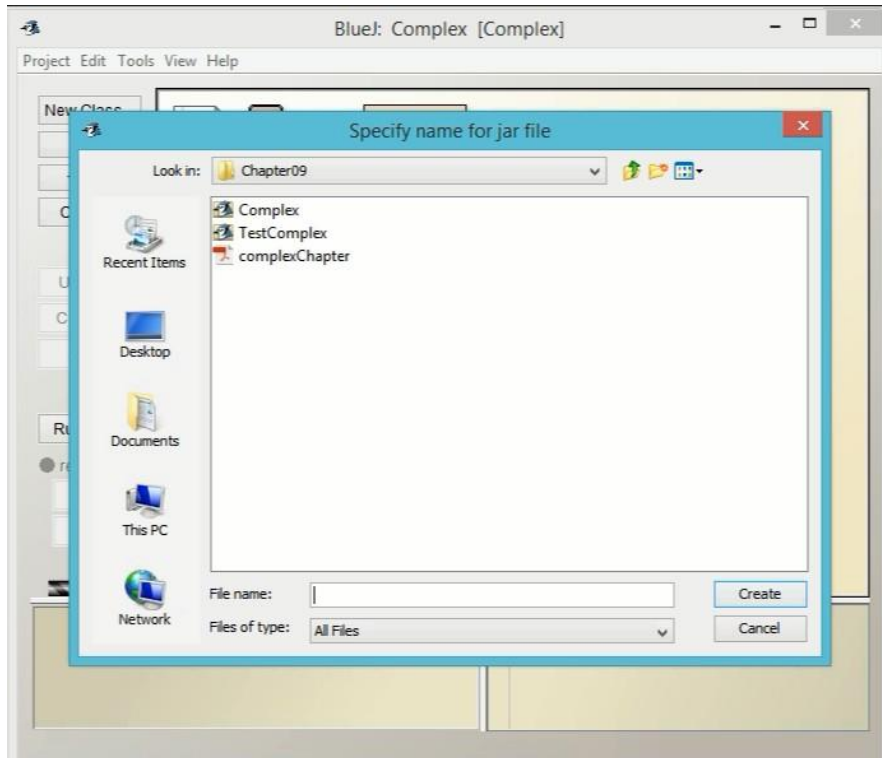 BlueJ: Complex [Complex]
Project Edit Tools View Help
New Class
Specify name for jar file
Look in: Chapter09
Complex
TestComplex
complexChapter
Recent Items
Desktop
Documents
This PC
Network
File name:
Create
Files of type: All Files
Cancel